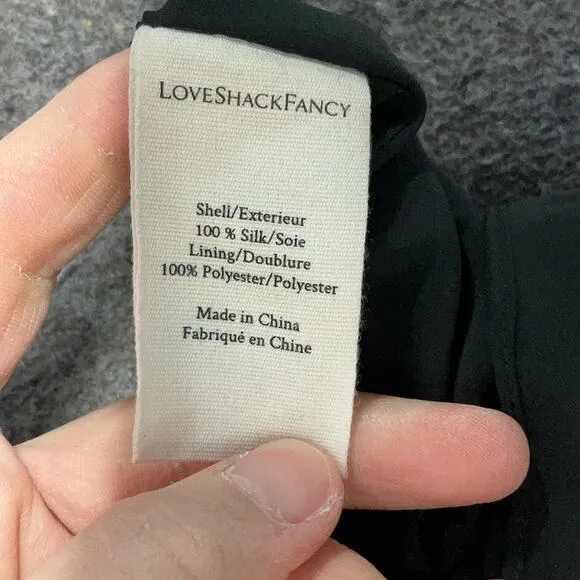 LOVESHACKFANCY
Shell/Exterieur
100 % Silk/Soie
Lining/Doublure
100% Polyester/Polyester
Made in China
Fabriqué en Chine